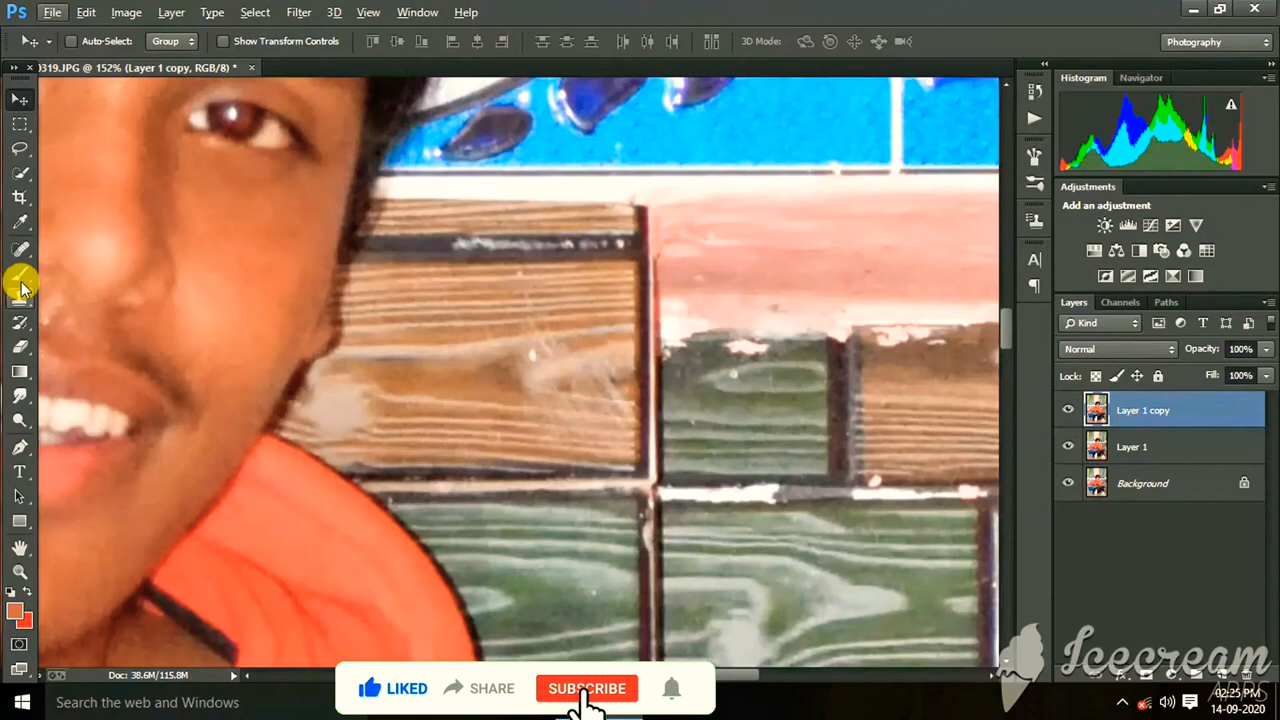 Ps File Edit Image Layer Type Select Filter 3D View Window Help
Auto-Select: Group Show Transform Controls 3D Mode: Photography
0319.JPG @ 152% (Layer 1 copy, RGB/8) *
Histogram Navigator
Adjustments
Add an adjustment
Layers Channels Paths
Kind
Normal Opacity: 100%
Lock: Fill: 100%
Layer 1 copy
Layer 1
Background
Doc: 38.6M/115.8M
LIKED SHARE SUBSCRIBE
Icecream
APPS
Search the web and Windows
02:25 PM
14-09-2020